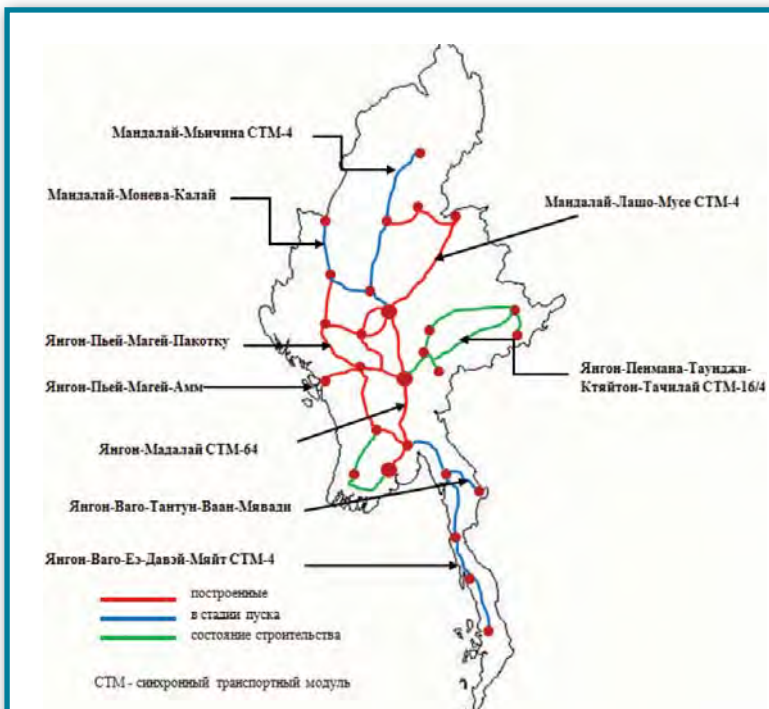 Мандалай-Мьичина СТМ-4
Мандалай-Монева-Калай
Мандалай-Лашо-Мусе СТМ-4
Янгон-Пьей-Магей-Пакотку
Янгон-Пьей-Магей-Амм
Янгон-Пенмана-Таунджи-
Ктяйтон-Тачилай СТМ-16/4
Янгон-Мадалай СТМ-64
Янгон-Ваго-Тантун-Ваан-Мявади
Янгон-Ваго-Еэ-Давэй-Мяйт СТМ-4
построенные
в стадии пуска
состояние строительства
СТМ - синхронный транспортный модуль